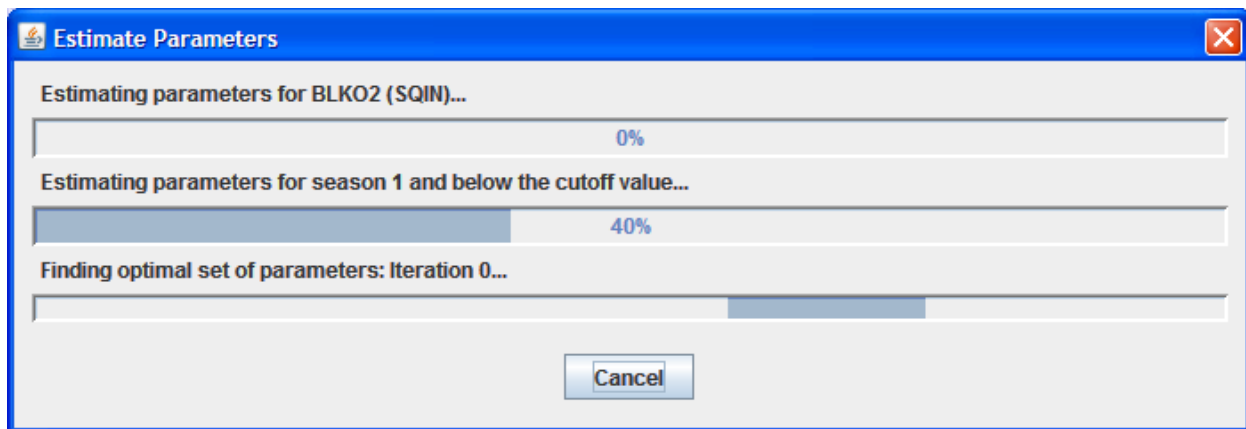 Estimate Parameters
Estimating parameters for BLKO2 (SQIN)...
0%
Estimating parameters for season 1 and below the cutoff value...
40%
Finding optimal set of parameters: Iteration 0...
Cancel